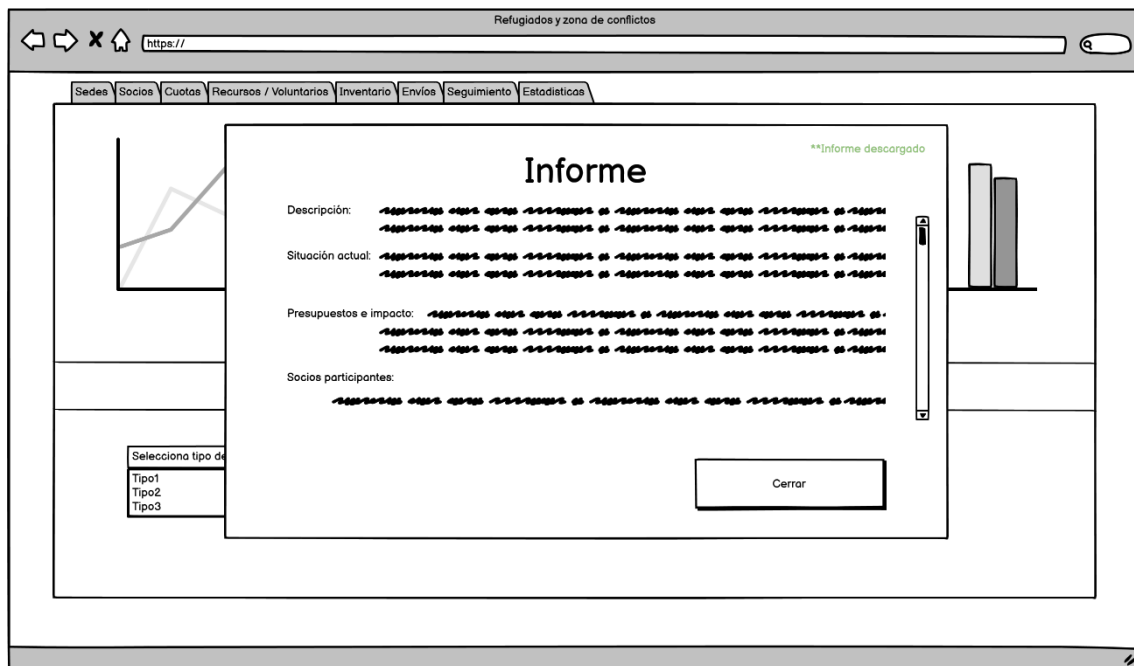 Refugiados y zona de conflictos
https://
Sedes Socios Cuotas Recursos / Voluntarios Inventario Envíos Seguimiento Estadisticas
**Informe descargado
Informe
Descripción:
Situación actual:
Presupuestos e impacto:
Socios participantes:
Selecciona tipo de
Tipo1
Tipo2
Tipo3
Cerrar